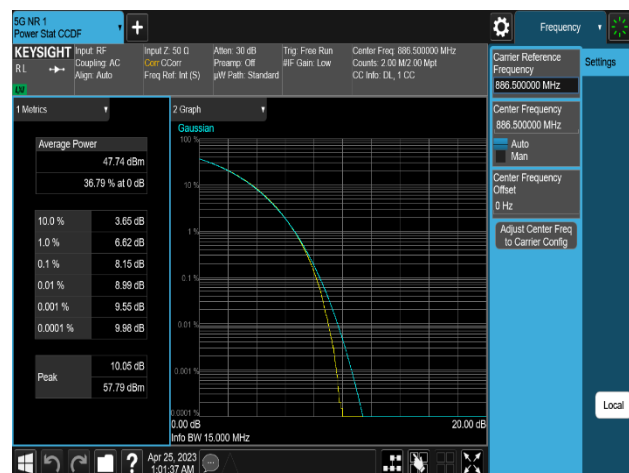 5G NR 1
Power Stat CCDF
Frequency
KEYSIGHT
RL
Input: RF
Coupling: AC
Align: Auto
Input Z: 50 Ω
Corr CCorr
Freq Ref: Int (S)
Atten: 30 dB
Preamp: Off
µW Path: Standard
Trig: Free Run
#IF Gain: Low
Center Freq: 886.500000 MHz
Counts: 2.00 M/2.00 Mpt
CC Info: DL, 1 CC
1 Metrics
Average Power
47.74 dBm
36.79 % at 0 dB
10.0 % 3.65 dB
1.0 % 6.62 dB
0.1 % 8.15 dB
0.01 % 8.99 dB
0.001 % 9.55 dB
0.0001 % 9.98 dB
Peak
10.05 dB
57.79 dBm
2 Graph
Gaussian
100 %
10 %
1 %
0.1 %
0.01 %
0.001 %
0.0001 %
0.00 dB
20.00 dB
Info BW 15.000 MHz
Carrier Reference
Frequency
886.500000 MHz
Center Frequency
886.500000 MHz
Auto
Man
Center Frequency
Offset
0 Hz
Adjust Center Freq
to Carrier Config
Settings
Local
?
Apr 25, 2023
1:01:37 AM